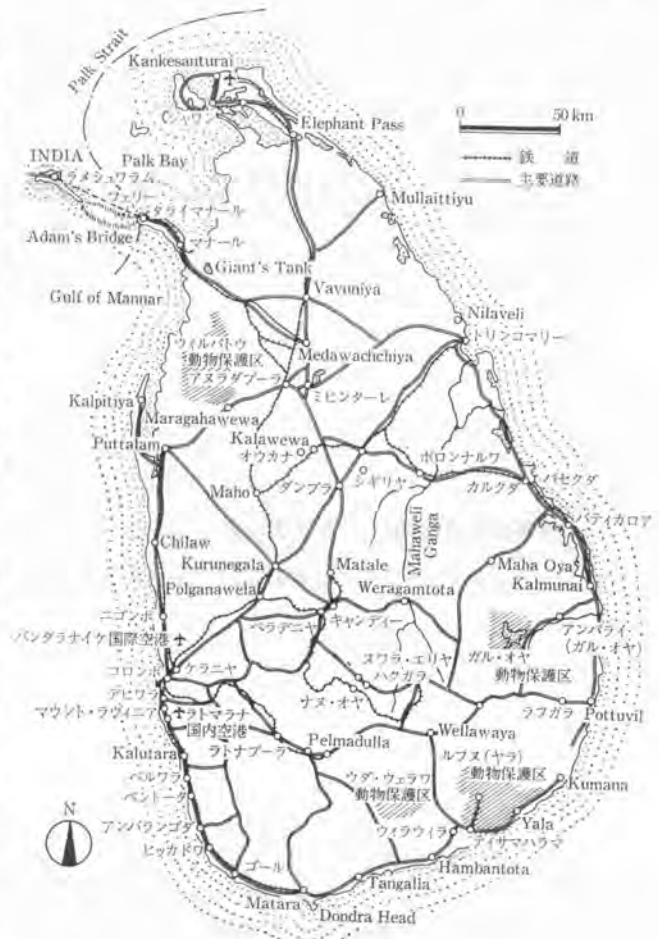 Palk Strait
Kankesanturai
Elephant Pass
0 50 km
鉄 道
主要道路
INDIA
Palk Bay
ラメシュワラム
フェリー
タライマナール
Adam's Bridge
マナール
Giant's Tank
Mullaittiyu
Gulf of Mannar
Vavuniya
Nilaveli
トリンコマリー
ウィルパトウ
動物保護区
Medawachchiya
アヌラダプーラ
ミヒンターレ
Kalpitiya
Maragahawewa
Puttalam
Kalawewa
オウカナ
ポロンナルワ
シギリヤ
Maho
ダンブラ
カルクダ
パセクダ
バティカロア
Mahaweli
Ganga
Chilaw
Kurunegala
Matale
Maha Oya
Polganawela
Weragamtota
Kalmunai
ニゴンボ
ペラデニヤ
キャンディー
アンパライ
(ガル・オヤ)
バンダラナイケ国際空港
ケラニヤ
ヌワラ・エリヤ
ハクガラ
ガル・オヤ
動物保護区
コロンボ
デヒワラ
ナヌ・オヤ
ラフガラ
Pottuvil
マウント・ラヴィニア
ラトマラナ
国内空港
Wellawaya
ラトナプーラ
Pelmadulla
Kalutara
ルフヌ(ヤラ)
動物保護区
ベルワラ
ウダ・ウェラワ
動物保護区
Kumana
ベントータ
Yala
アンバランゴダ
ウィラウィラ
ティサマハラマ
ヒッカドワ
Hambantota
ゴール
Tangalla
Matara
Dondra Head
N